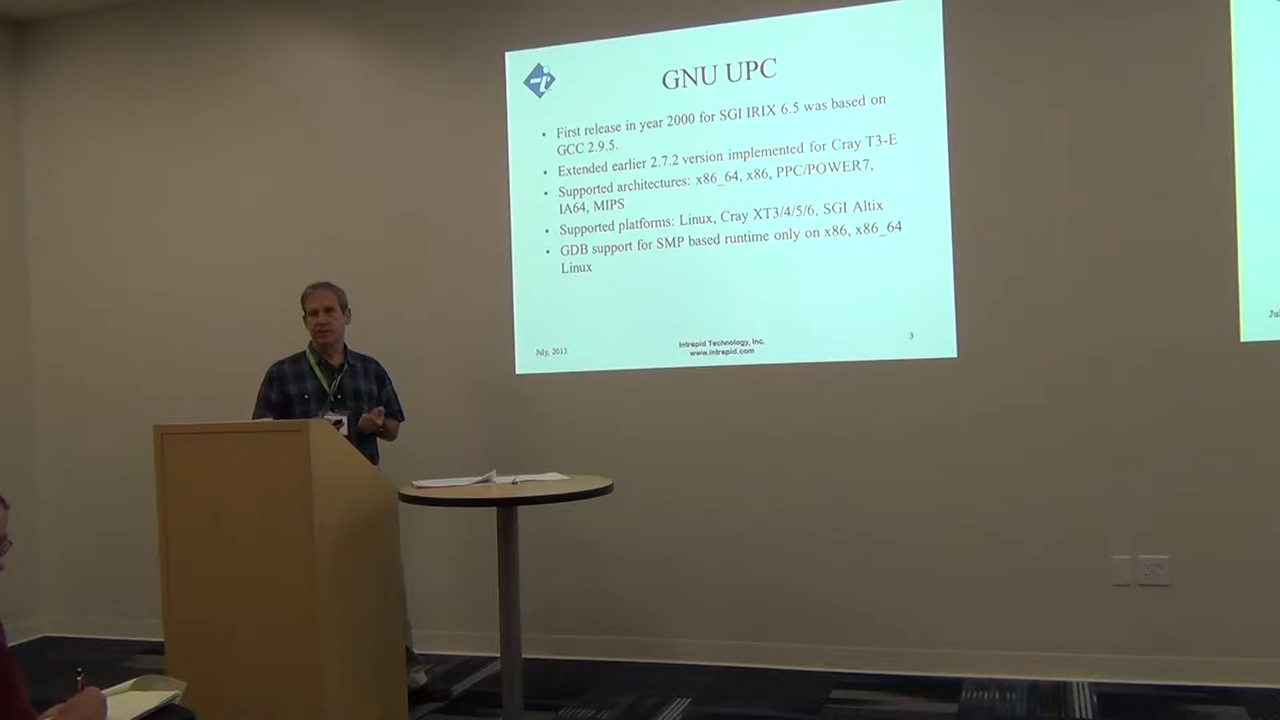 GNU UPC
• First release in year 2000 for SGI IRIX 6.5 was based on
GCC 2.9.5.
• Extended earlier 2.7.2 version implemented for Cray T3-E
• Supported architectures: x86_64, x86, PPC/POWER7,
IA64, MIPS
• Supported platforms: Linux, Cray XT3/4/5/6, SGI Altix
• GDB support for SMP based runtime only on x86, x86_64
Linux
July, 2013
Intrepid Technology, Inc.
www.intrepid.com
3